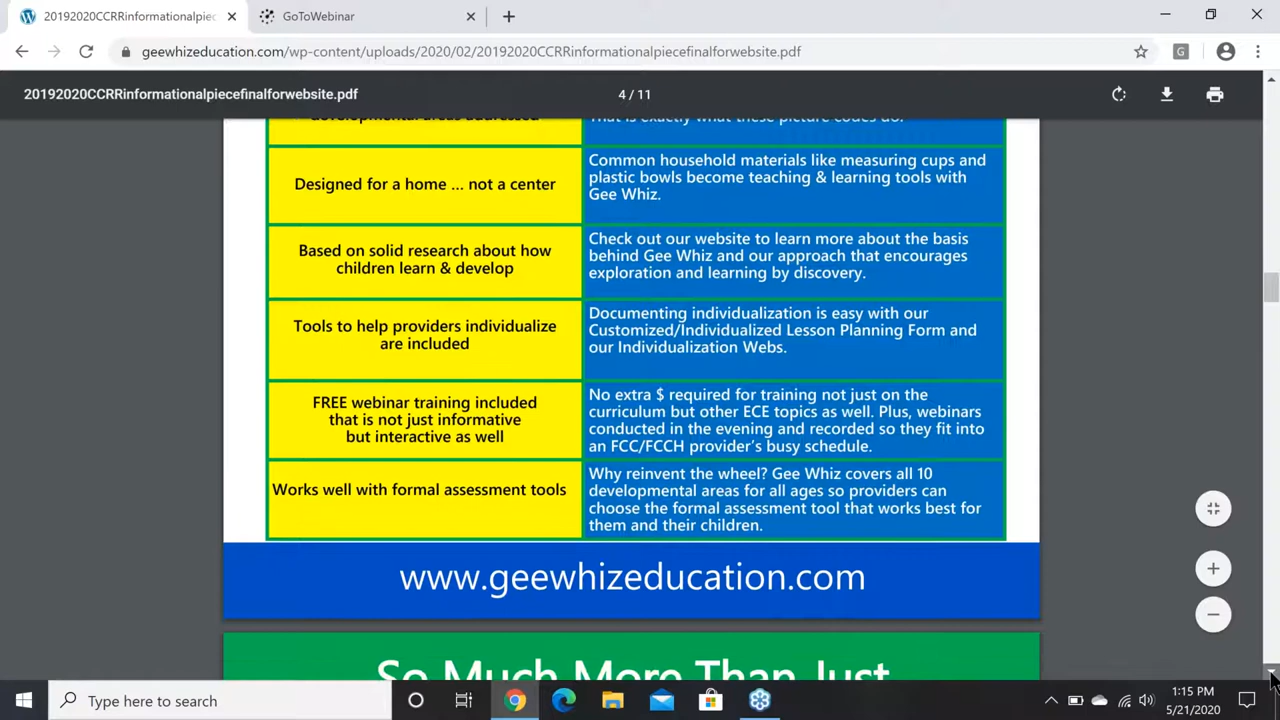 20192020CCRRinformationalpiec
GoToWebinar
geewhizeducation.com/wp-content/uploads/2020/02/20192020CCRRinformationalpiecefinalforwebsite.pdf
G
20192020CCRRinformationalpiecefinalforwebsite.pdf
4 / 11
developmental areas addressed
That is exactly what these picture codes do.
Designed for a home ... not a center
Common household materials like measuring cups and
plastic bowls become teaching & learning tools with
Gee Whiz.
Based on solid research about how
children learn & develop
Check out our website to learn more about the basis
behind Gee Whiz and our approach that encourages
exploration and learning by discovery.
Tools to help providers individualize
are included
Documenting individualization is easy with our
Customized/Individualized Lesson Planning Form and
our Individualization Webs.
FREE webinar training included
that is not just informative
but interactive as well
No extra $ required for training not just on the
curriculum but other ECE topics as well. Plus, webinars
conducted in the evening and recorded so they fit into
an FCC/FCCH provider's busy schedule.
Works well with formal assessment tools
Why reinvent the wheel? Gee Whiz covers all 10
developmental areas for all ages so providers can
choose the formal assessment tool that works best for
them and their children.
www.geewhizeducation.com
So Much More Than Just
Type here to search
1:15 PM
5/21/2020